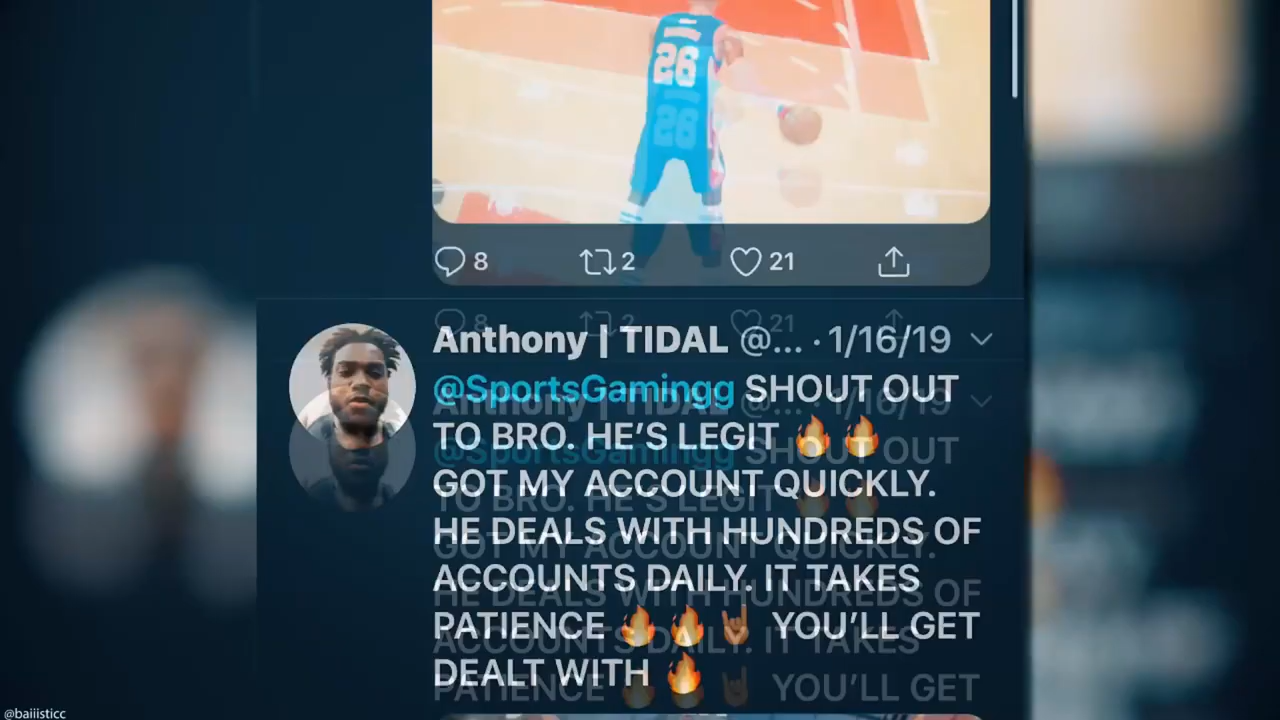 26
8 2 21
Anthony | TIDAL @... · 1/16/19
@SportsGamingg SHOUT OUT
TO BRO. HE’S LEGIT 🔥 🔥
GOT MY ACCOUNT QUICKLY.
HE DEALS WITH HUNDREDS OF
ACCOUNTS DAILY. IT TAKES
PATIENCE 🔥 🔥 🤘🏾 YOU’LL GET
DEALT WITH 🔥
@baiiisticc